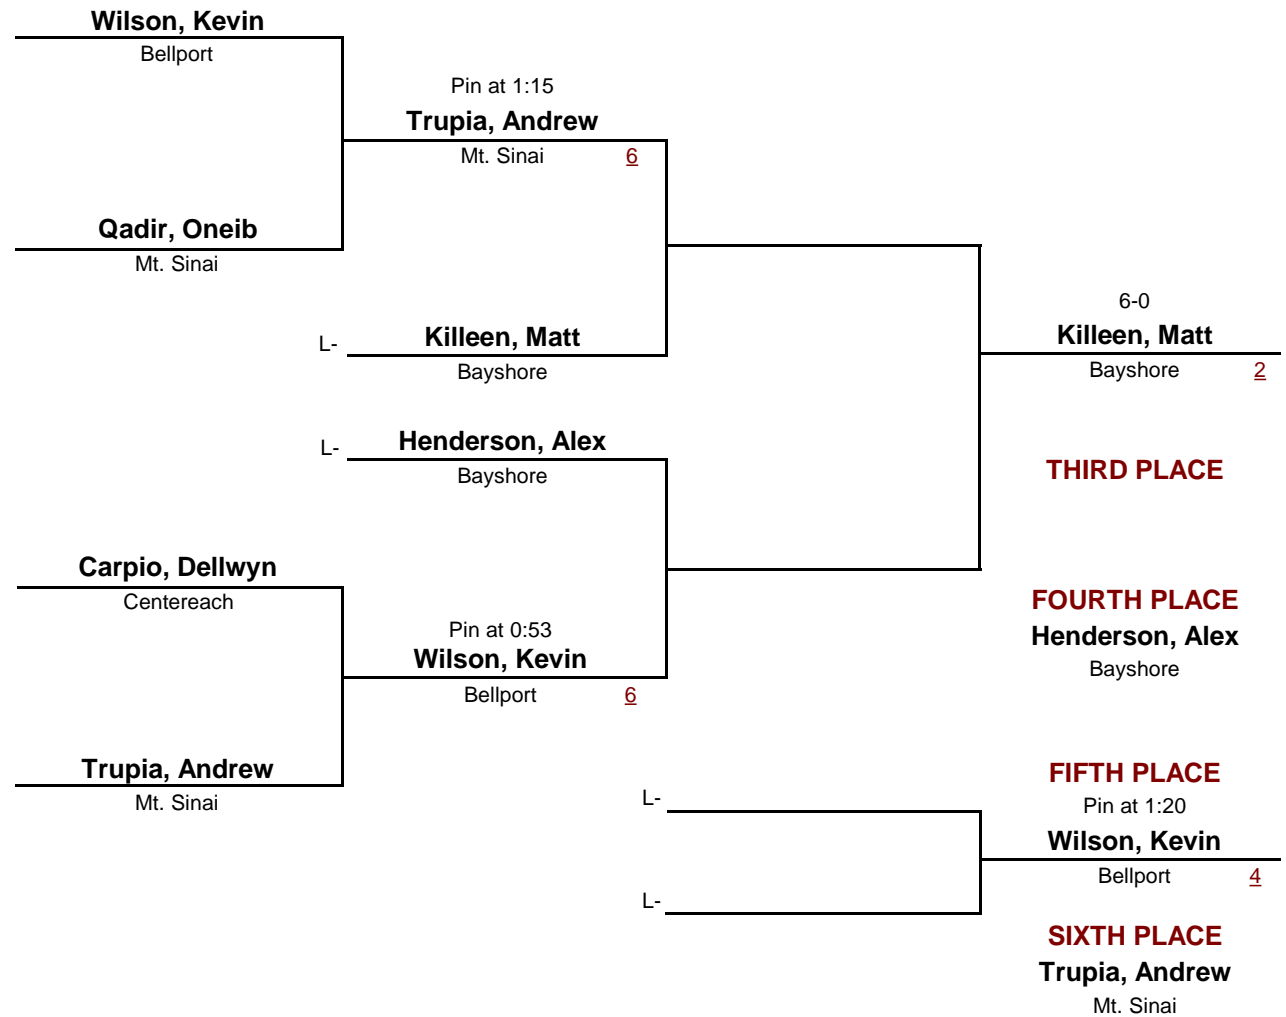 Wilson, Kevin
Bellport
Pin at 1:15
Trupia, Andrew
Mt. Sinai 6
Qadir, Oneib
Mt. Sinai
6-0
L- Killeen, Matt
Bayshore
Killeen, Matt
Bayshore 2
L- Henderson, Alex
Bayshore
THIRD PLACE
Carpio, Dellwyn
Centereach
FOURTH PLACE
Henderson, Alex
Bayshore
Pin at 0:53
Wilson, Kevin
Bellport 6
Trupia, Andrew
Mt. Sinai
FIFTH PLACE
L-
Pin at 1:20
Wilson, Kevin
Bellport 4
L-
SIXTH PLACE
Trupia, Andrew
Mt. Sinai